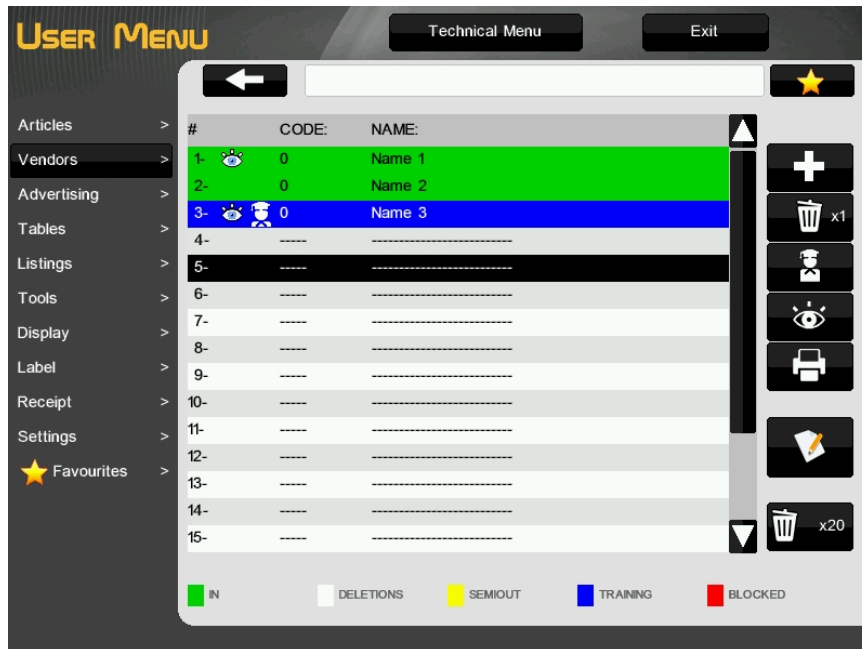 USER MENU
Technical Menu
Exit
Articles >
Vendors >
Advertising >
Tables >
Listings >
Tools >
Display >
Label >
Receipt >
Settings >
Favourites >
# CODE: NAME:
1- 0 Name 1
2- 0 Name 2
3- 0 Name 3
4- ----- --------------------------
5- ----- --------------------------
6- ----- --------------------------
7- ----- --------------------------
8- ----- --------------------------
9- ----- --------------------------
10- ----- --------------------------
11- ----- --------------------------
12- ----- --------------------------
13- ----- --------------------------
14- ----- --------------------------
15- ----- --------------------------
x1
x20
IN DELETIONS SEMIOUT TRAINING BLOCKED